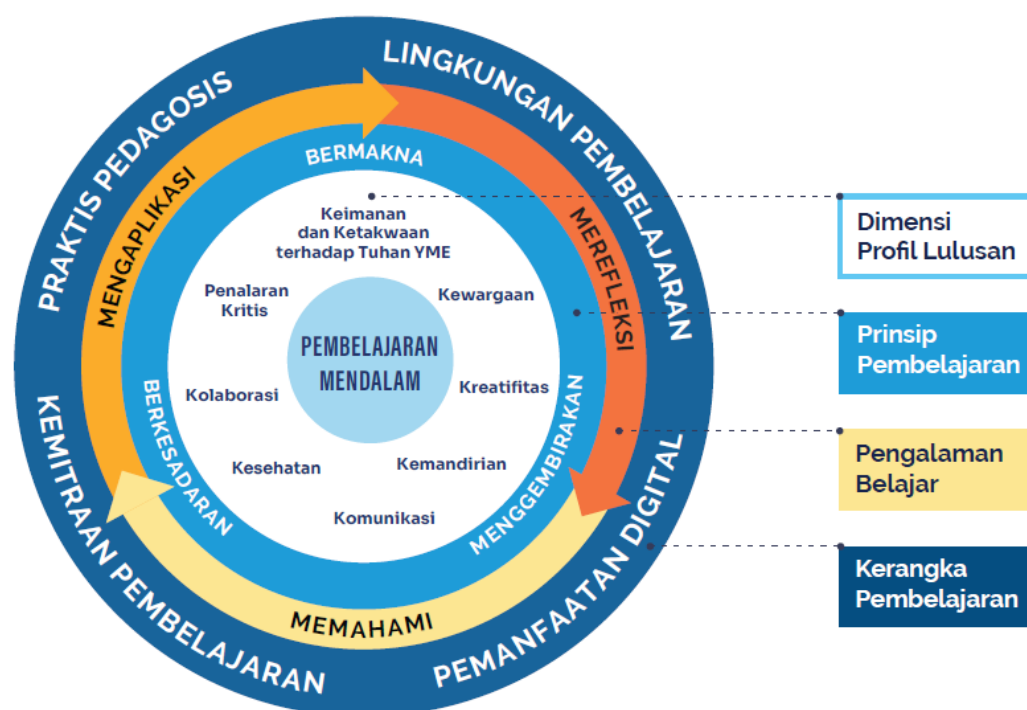 PRAKTIS PEDAGOSIS
LINGKUNGAN PEMBELAJARAN
PEMANFAATAN DIGITAL
KEMITRAAN PEMBELAJARAN
MENGAPLIKASI
MEREFLEKSI
MEMAHAMI
BERMAKNA
MENGGEMBIRAKAN
BERKESADARAN
Keimanan
dan Ketakwaan
terhadap Tuhan YME
Kewargaan
Kreatifitas
Kemandirian
Komunikasi
Kesehatan
Kolaborasi
Penalaran
Kritis
PEMBELAJARAN
MENDALAM
Dimensi
Profil Lulusan
Prinsip
Pembelajaran
Pengalaman
Belajar
Kerangka
Pembelajaran